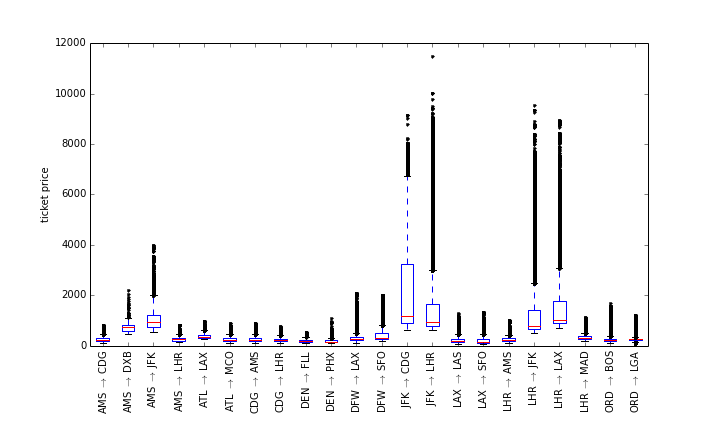 12000
10000
8000
6000
4000
2000
0
ticket price
AMS → CDG
AMS → DXB
AMS → JFK
AMS → LHR
ATL → LAX
ATL → MCO
CDG → AMS
CDG → LHR
DEN → FLL
DEN → PHX
DFW → LAX
DFW → SFO
JFK → CDG
JFK → LHR
LAX → LAS
LAX → SFO
LHR → AMS
LHR → JFK
LHR → LAX
LHR → MAD
ORD → BOS
ORD → LGA